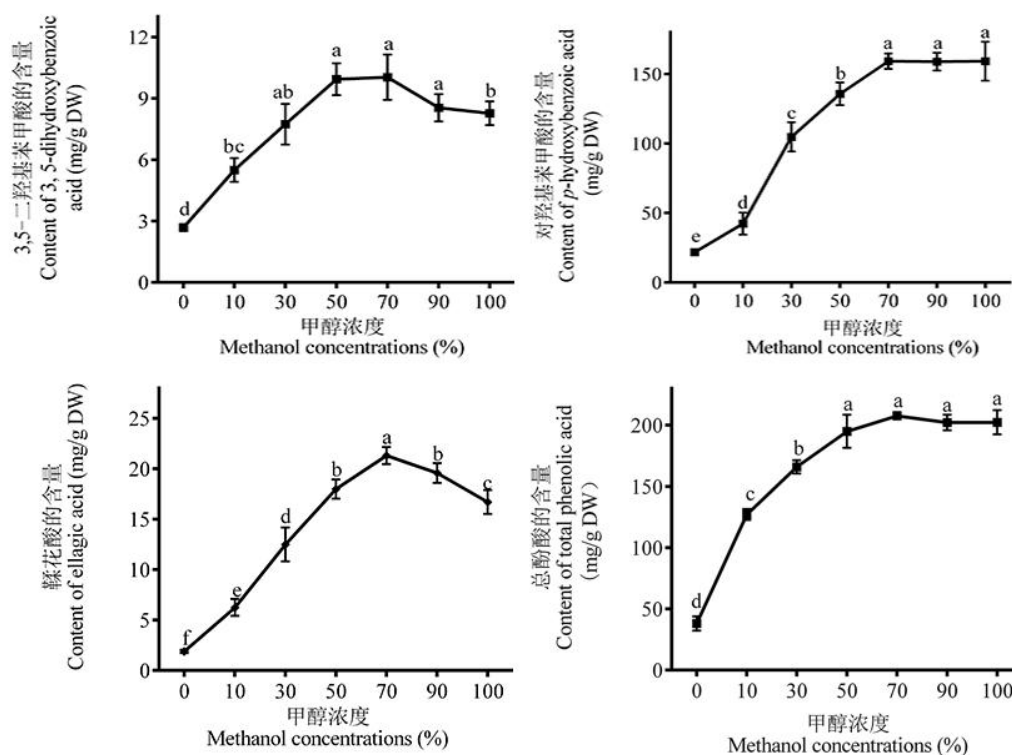 3,5-二羟基苯甲酸的含量
Content of 3, 5-dihydroxybenzoic
acid (mg/g DW)
12
9
6
3
0
d
bc
ab
a
a
a
b
0 10 30 50 70 90 100
甲醇浓度
Methanol concentrations (%)
对羟基苯甲酸的含量
Content of p-hydroxybenzoic acid
(mg/g DW)
150
100
50
0
e
d
c
b
a
a
a
0 10 30 50 70 90 100
甲醇浓度
Methanol concentrations (%)
鞣花酸的含量
Content of ellagic acid (mg/g DW)
25
20
15
10
5
0
f
e
d
b
a
b
c
0 10 30 50 70 90 100
甲醇浓度
Methanol concentrations (%)
总酚酸的含量
Content of total phenolic acid
(mg/g DW)
200
150
100
50
0
d
c
b
a
a
a
a
0 10 30 50 70 90 100
甲醇浓度
Methanol concentrations (%)